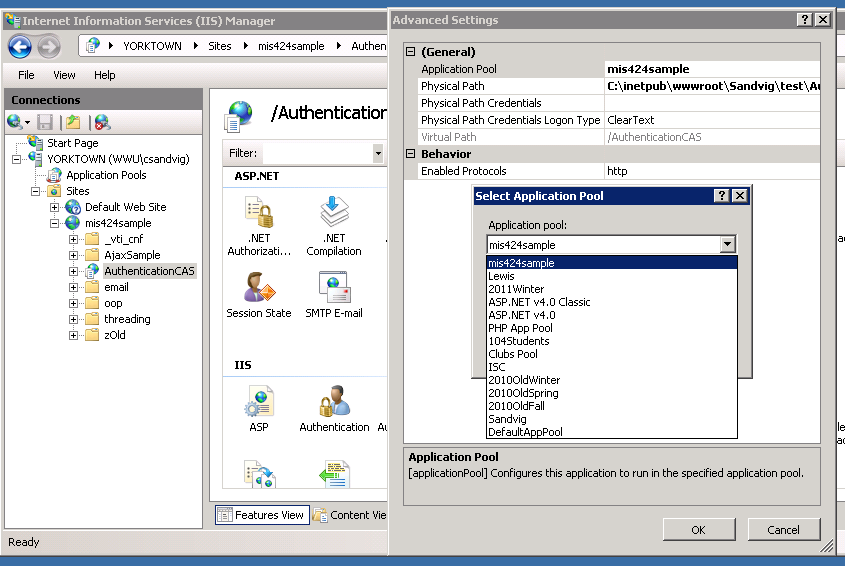 Internet Information Services (IIS) Manager
YORKTOWN
Sites
mis424sample
Authen
File View Help
Connections
Start Page
YORKTOWN (WWU\csandvig)
Application Pools
Sites
Default Web Site
mis424sample
_vti_cnf
AjaxSample
AuthenticationCAS
email
oop
threading
zOld
/Authentication
Filter:
ASP.NET
.NET
Authorizati...
.NET
Compilation
Session State
SMTP E-mail
IIS
ASP
Authentication
Features View
Content Vie
Ready
Advanced Settings
(General)
Application Pool mis424sample
Physical Path C:\inetpub\wwwroot\Sandvig\test\Au
Physical Path Credentials
Physical Path Credentials Logon Type ClearText
Virtual Path /AuthenticationCAS
Behavior
Enabled Protocols http
Select Application Pool
Application pool:
mis424sample
mis424sample
Lewis
2011Winter
ASP.NET v4.0 Classic
ASP.NET v4.0
PHP App Pool
104Students
Clubs Pool
ISC
2010OldWinter
2010OldSpring
2010OldFall
Sandvig
DefaultAppPool
Application Pool
[applicationPool] Configures this application to run in the specified application pool.
OK
Cancel